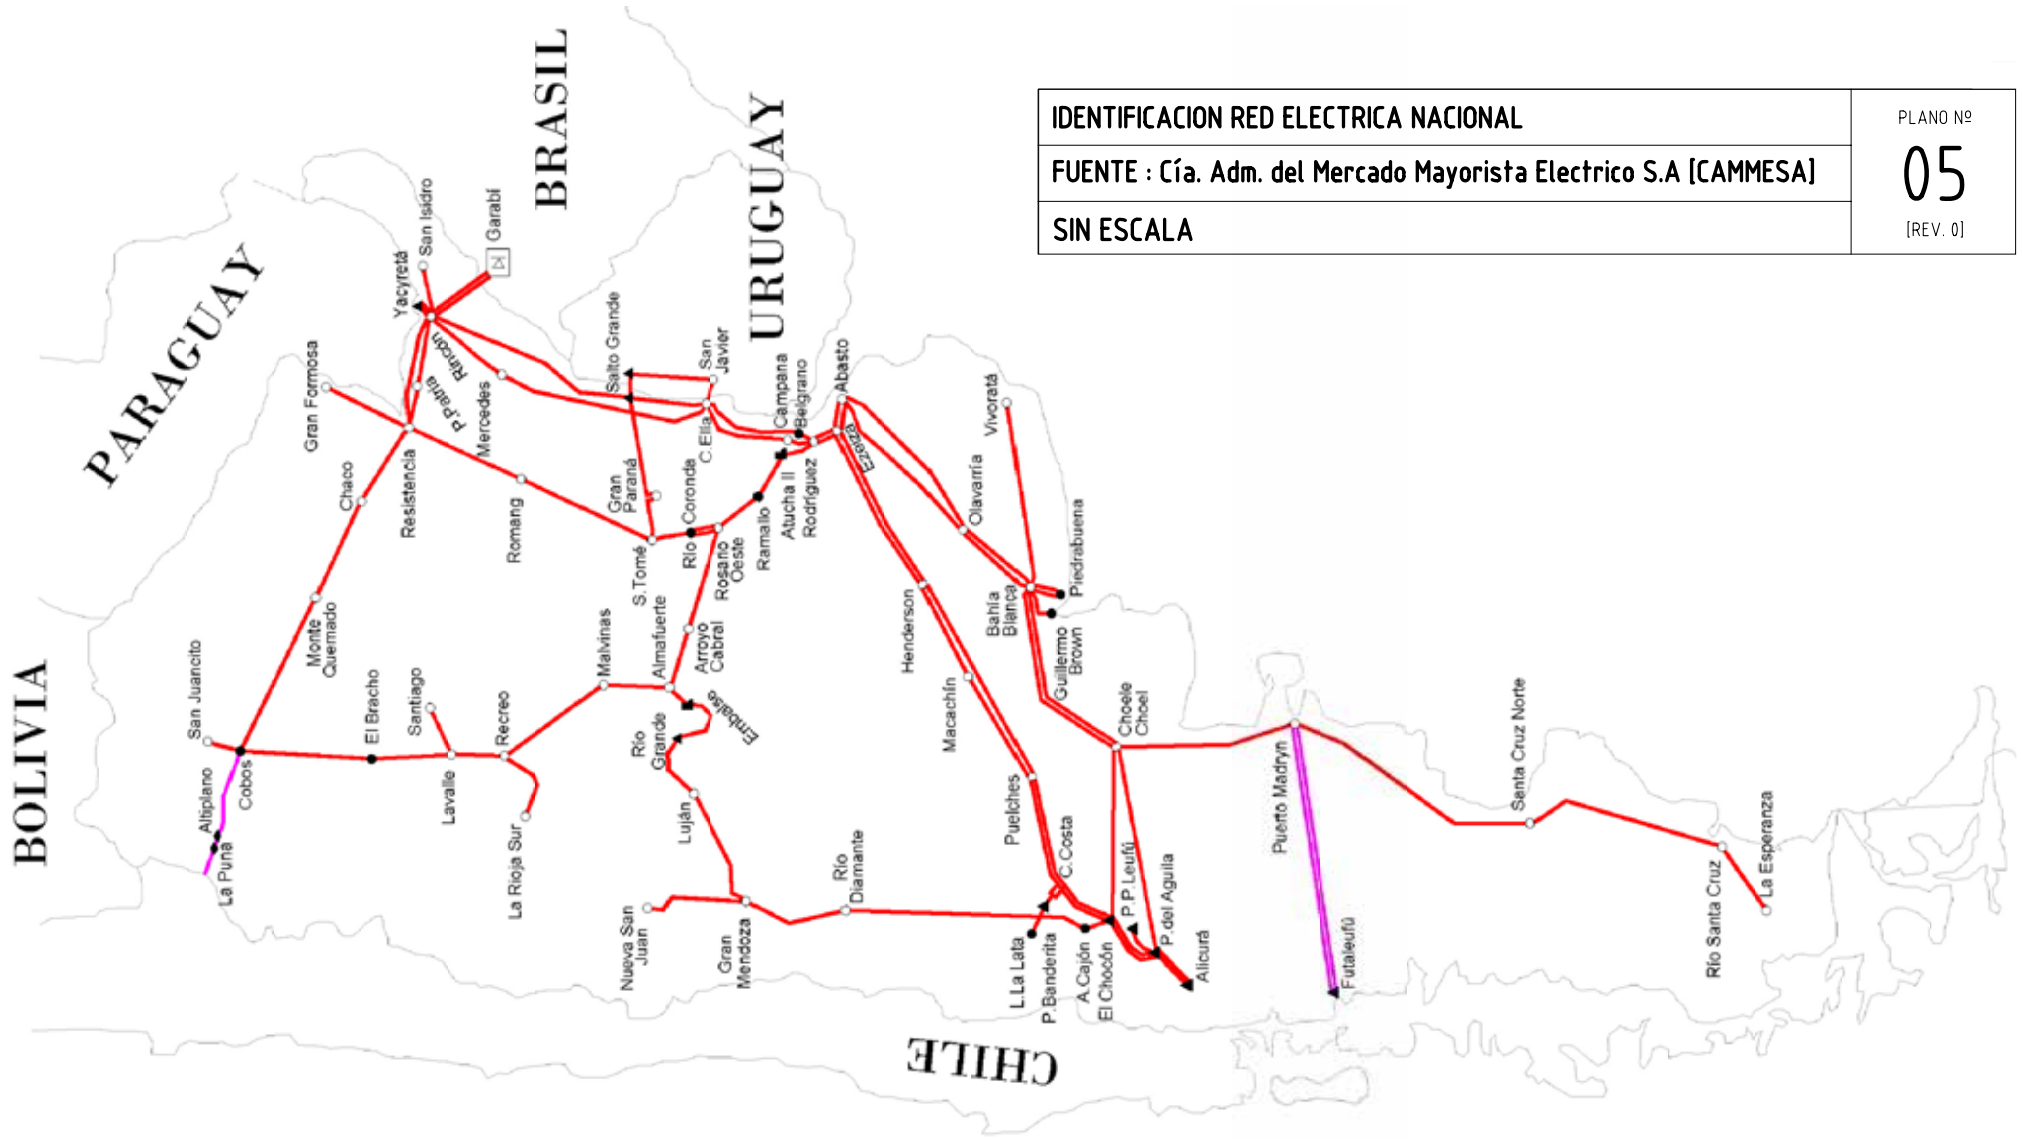 IDENTIFICACION RED ELECTRICA NACIONAL
FUENTE : Cía. Adm. del Mercado Mayorista Electrico S.A [CAMMESA]
SIN ESCALA
PLANO Nº
05
[REV. 0]
BOLIVIA
PARAGUAY
BRASIL
URUGUAY
CHILE
San Juancito
Altiplano
La Puna
Cobos
Monte
Quemado
Chaco
Gran Formosa
Resistencia
Yacyretá
San Isidro
Garabí
Rincón
P.Patria
Mercedes
Romang
El Bracho
Santiago
Lavalle
Recreo
La Rioja Sur
Malvinas
Almafuerte
Arroyo
Cabral
Embalse
Río
Grande
Luján
Nueva San
Juan
Gran
Mendoza
Río
Diamante
Salto Grande
San
Javier
C.Elía
Gran
Paraná
S.Tomé
Río Coronda
Rosario
Oeste
Ramallo
Atucha II
Rodríguez
Campana
Belgrano
Abasto
Ezeiza
Olavarría
Vivoratá
Bahía
Blanca
Piedrabuena
Guillermo
Brown
Henderson
Macachín
Puelches
C.Costa
L.La Lata
P.Banderita
A.Cajón
El Chocón
P.P.Leufú
P.del Aguila
Alicurá
Choele
Choel
Puerto Madryn
Futaleufú
Santa Cruz Norte
Río Santa Cruz
La Esperanza